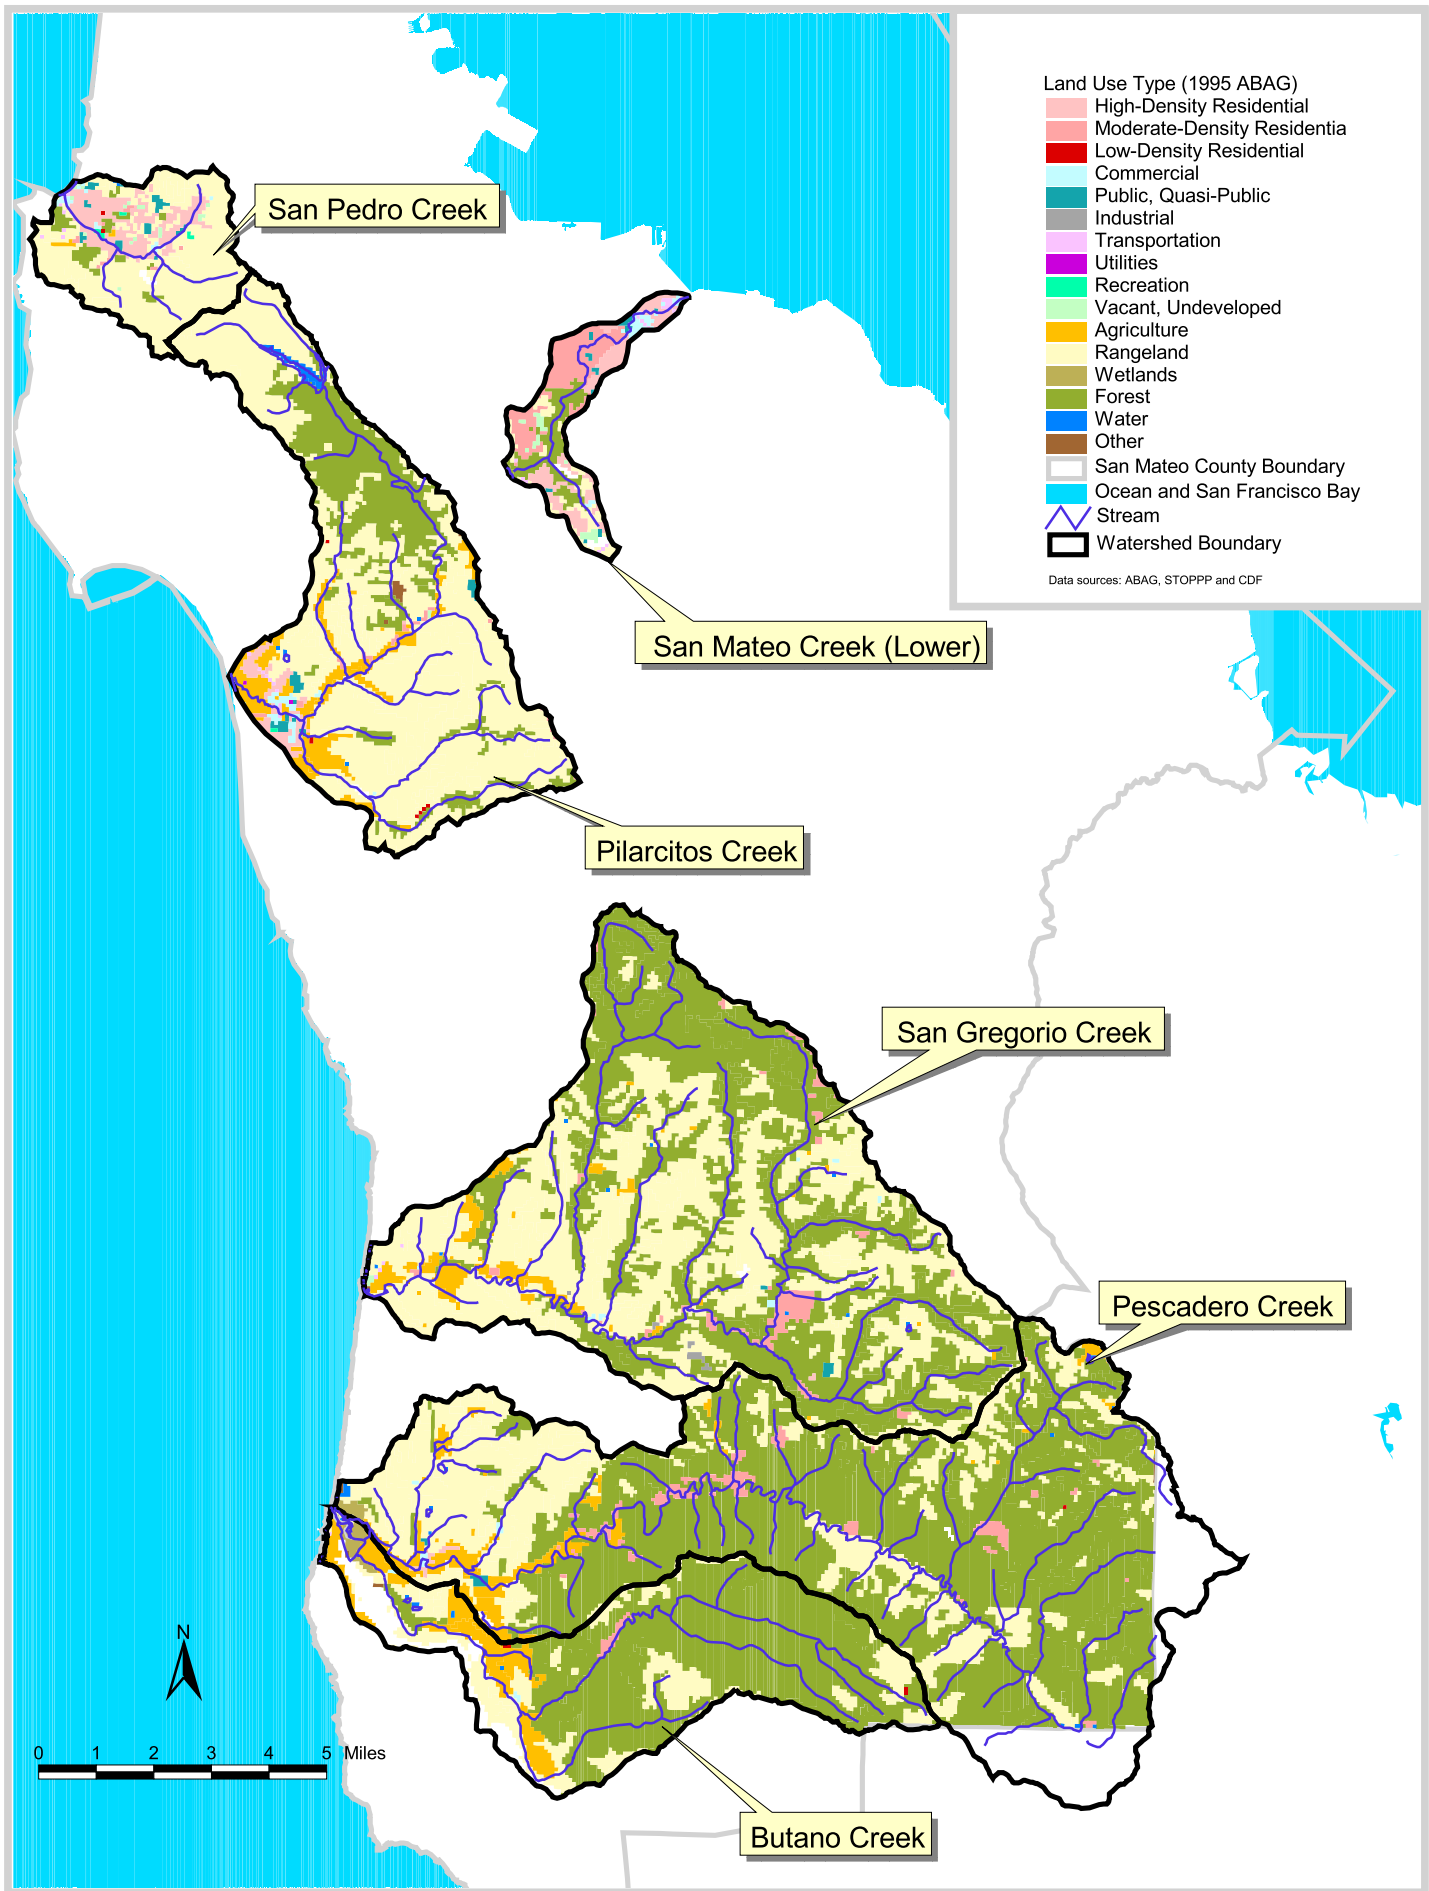 Land Use Type (1995 ABAG)
High-Density Residential
Moderate-Density Residentia
Low-Density Residential
Commercial
Public, Quasi-Public
Industrial
Transportation
Utilities
Recreation
Vacant, Undeveloped
Agriculture
Rangeland
Wetlands
Forest
Water
Other
San Mateo County Boundary
Ocean and San Francisco Bay
Stream
Watershed Boundary
Data sources: ABAG, STOPPP and CDF
San Pedro Creek
San Mateo Creek (Lower)
Pilarcitos Creek
San Gregorio Creek
Pescadero Creek
Butano Creek
N
0 1 2 3 4 5 Miles